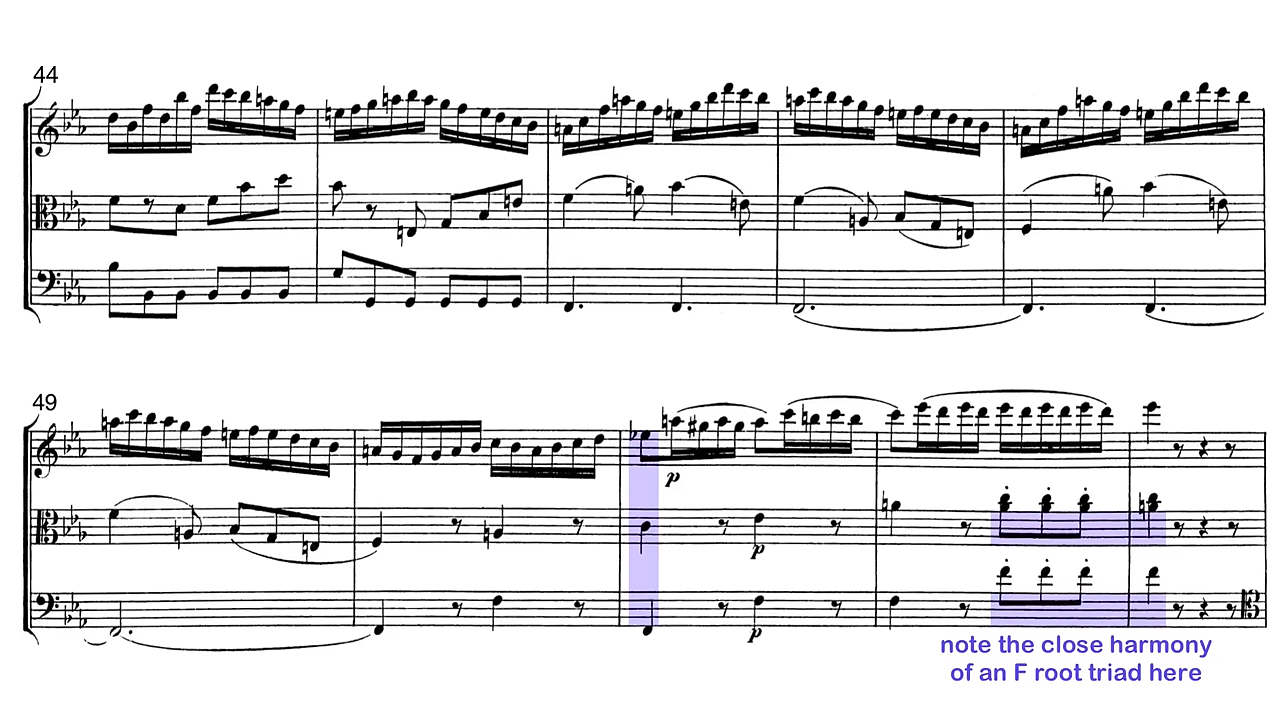 44
49
p
p
p
note the close harmony
of an F root triad here